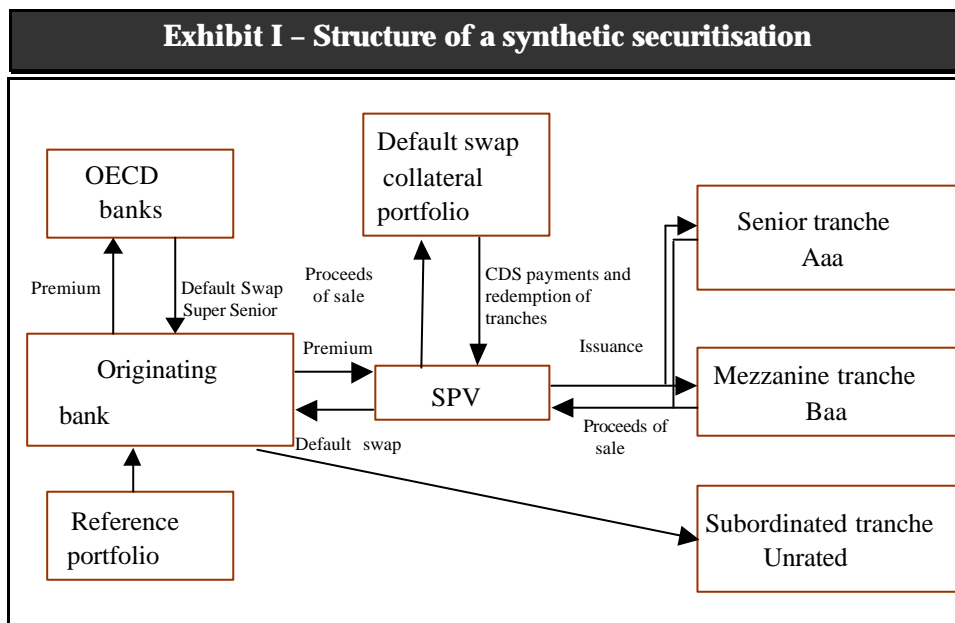 Exhibit I – Structure of a synthetic securitisation
OECD
banks
Default swap
collateral
portfolio
Senior tranche
Aaa
Premium
Default Swap
Super Senior
Proceeds
of sale
CDS payments and
redemption of
tranches
Originating
bank
Premium
SPV
Issuance
Mezzanine tranche
Baa
Default swap
Proceeds of
sale
Reference
portfolio
Subordinated tranche
Unrated